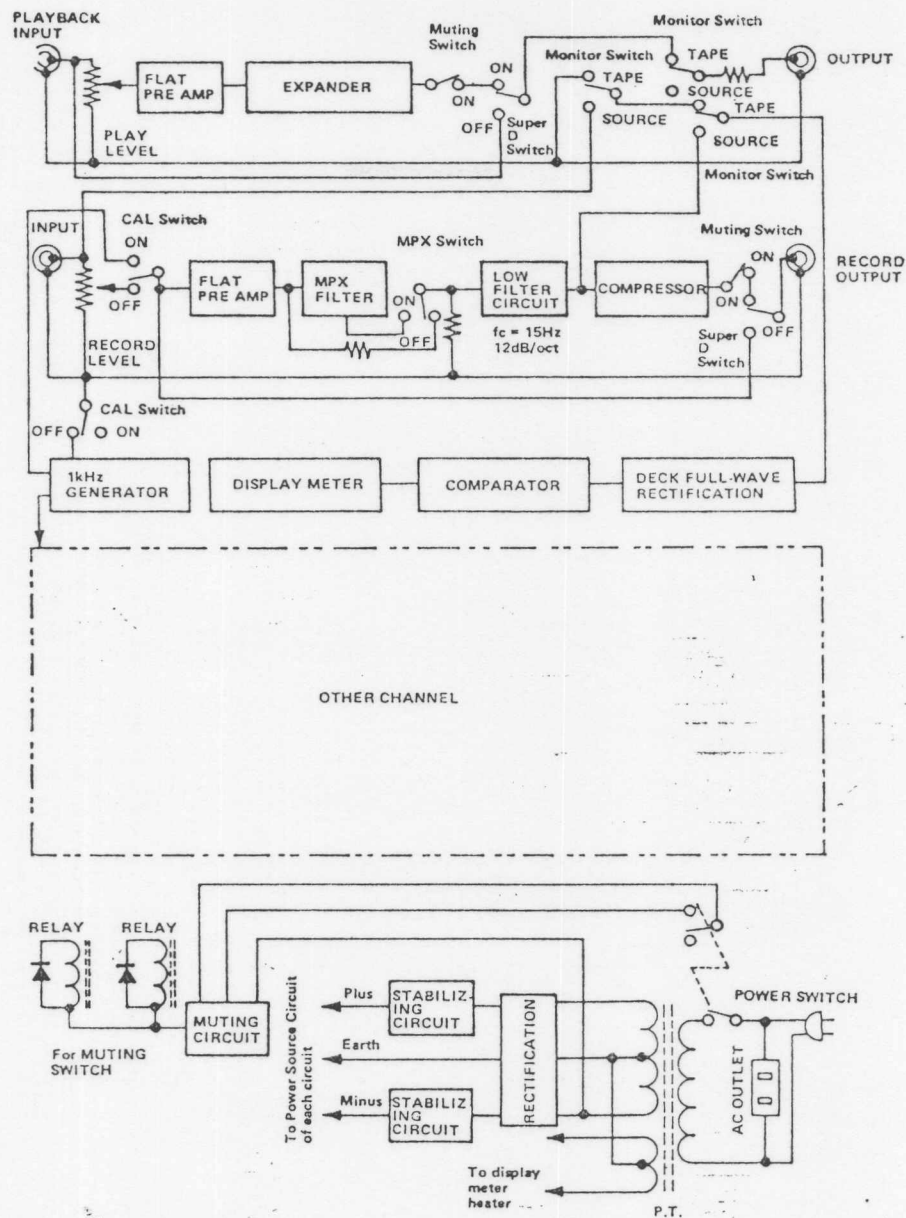 PLAYBACK
INPUT
FLAT
PRE AMP
EXPANDER
Muting
Switch
ON
ON
OFF
Super
D
Switch
PLAY
LEVEL
Monitor Switch
TAPE
SOURCE
Monitor
Switch
TAPE
SOURCE
TAPE
SOURCE
Monitor Switch
OUTPUT
INPUT
CAL Switch
ON
OFF
RECORD
LEVEL
FLAT
PRE AMP
MPX
FILTER
MPX Switch
ON
OFF
LOW
FILTER
CIRCUIT
fc = 15Hz
12dB/oct
COMPRESSOR
Muting Switch
ON
ON
OFF
Super
D
Switch
RECORD
OUTPUT
CAL Switch
OFF
ON
1kHz
GENERATOR
DISPLAY METER
COMPARATOR
DECK FULL-WAVE
RECTIFICATION
OTHER CHANNEL
RELAY
RELAY
For MUTING
SWITCH
MUTING
CIRCUIT
To Power Source Circuit
of each circuit
Plus
Earth
Minus
STABILIZ-
ING
CIRCUIT
STABILIZ-
ING
CIRCUIT
RECTIFICATION
POWER SWITCH
AC OUTLET
To display
meter
heater
P.T.